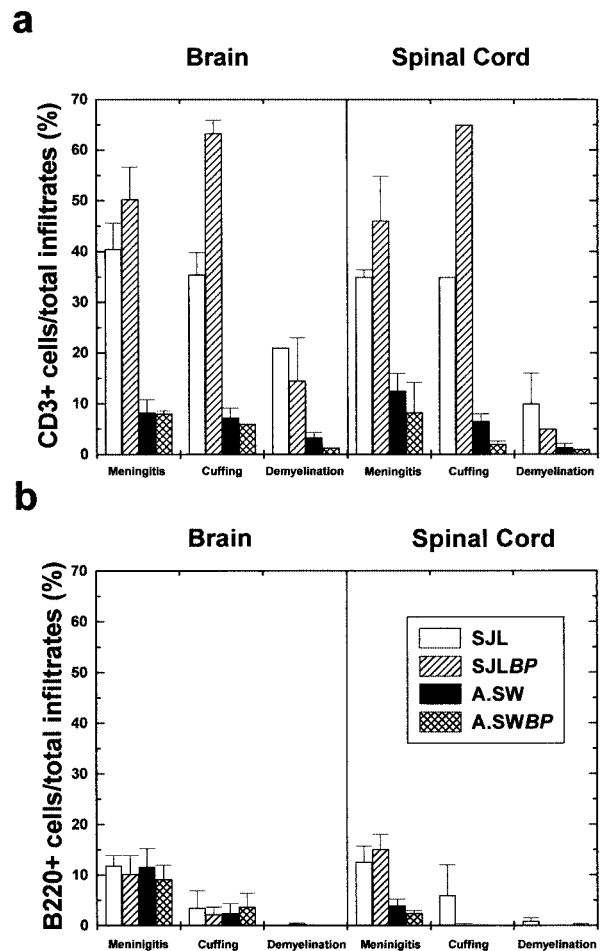 a
Brain Spinal Cord
CD3+ cells/total infiltrates (%)
70
60
50
40
30
20
10
0
Meningitis Cuffing Demyelination Meningitis Cuffing Demyelination
b
Brain Spinal Cord
B220+ cells/total infiltrates (%)
70
60
50
40
30
20
10
0
SJL
SJLBP
A.SW
A.SWBP
Meninigitis Cuffing Demyelination Meningitis Cuffing Demyelination